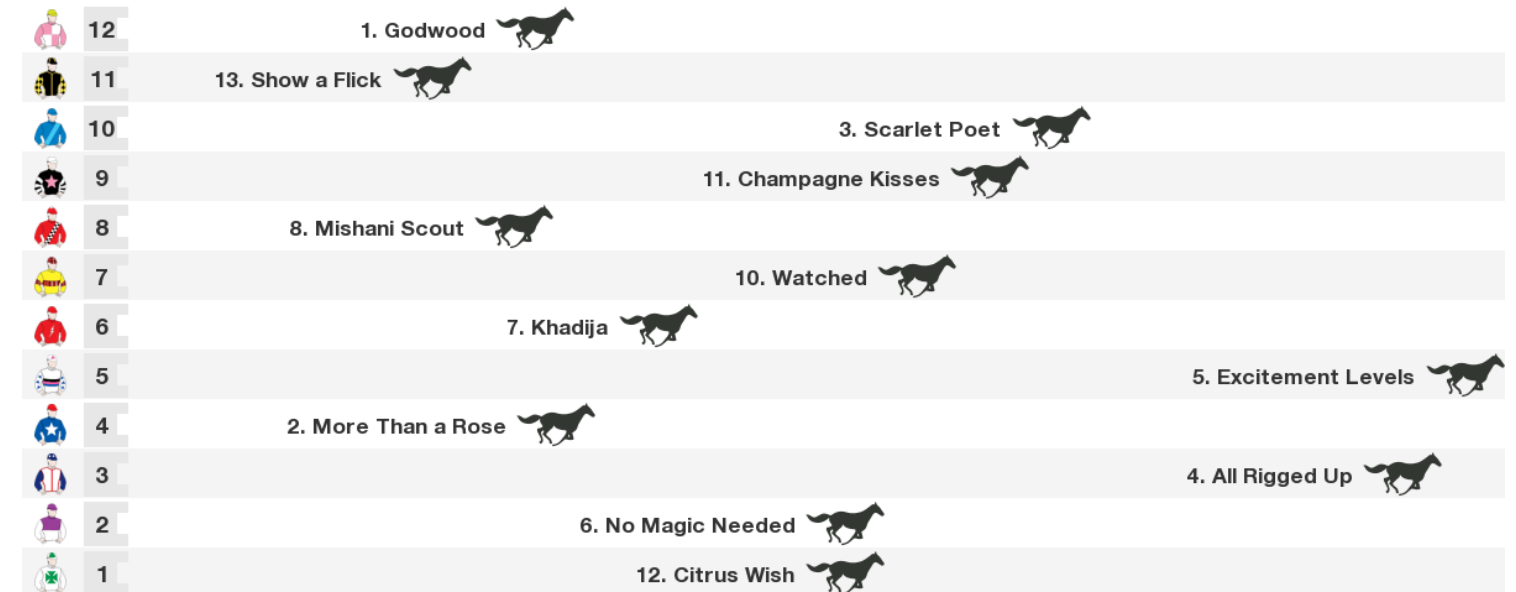 12 1. Godwood
11 13. Show a Flick
10 3. Scarlet Poet
9 11. Champagne Kisses
8 8. Mishani Scout
7 10. Watched
6 7. Khadija
5 5. Excitement Levels
4 2. More Than a Rose
3 4. All Rigged Up
2 6. No Magic Needed
1 12. Citrus Wish